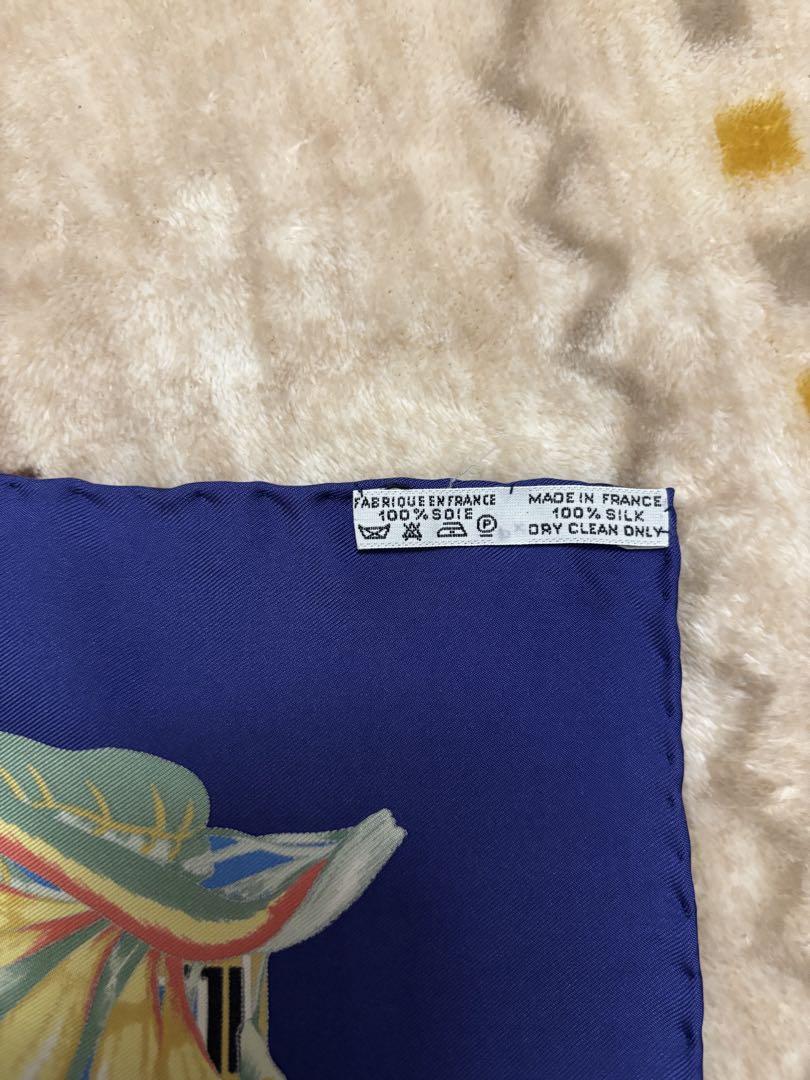 FABRIQUE EN FRANCE
100% SOIE
P
MADE IN FRANCE
100% SILK
DRY CLEAN ONLY